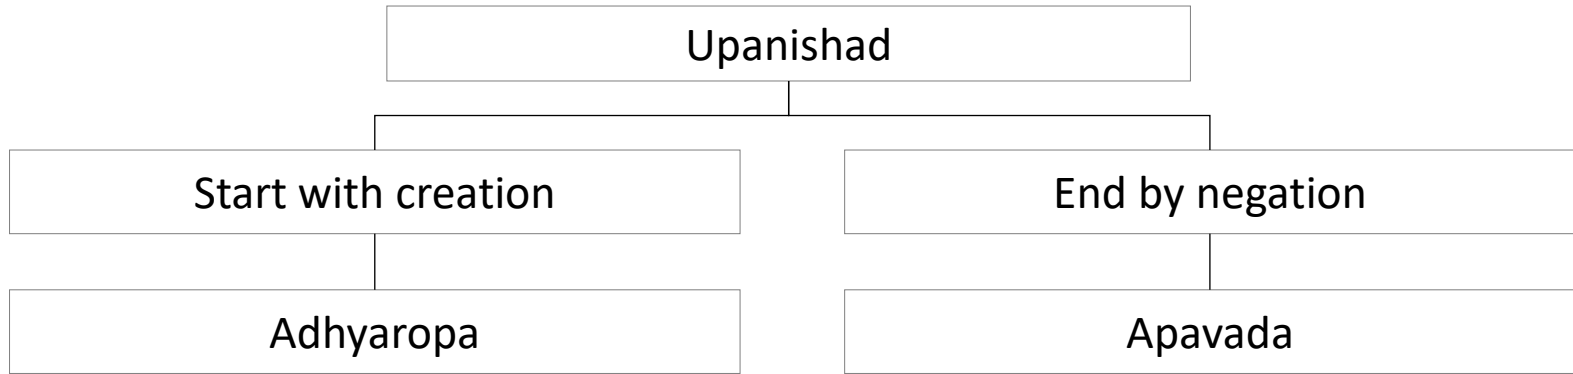 Upanishad
Start with creation
End by negation
Adhyaropa
Apavada